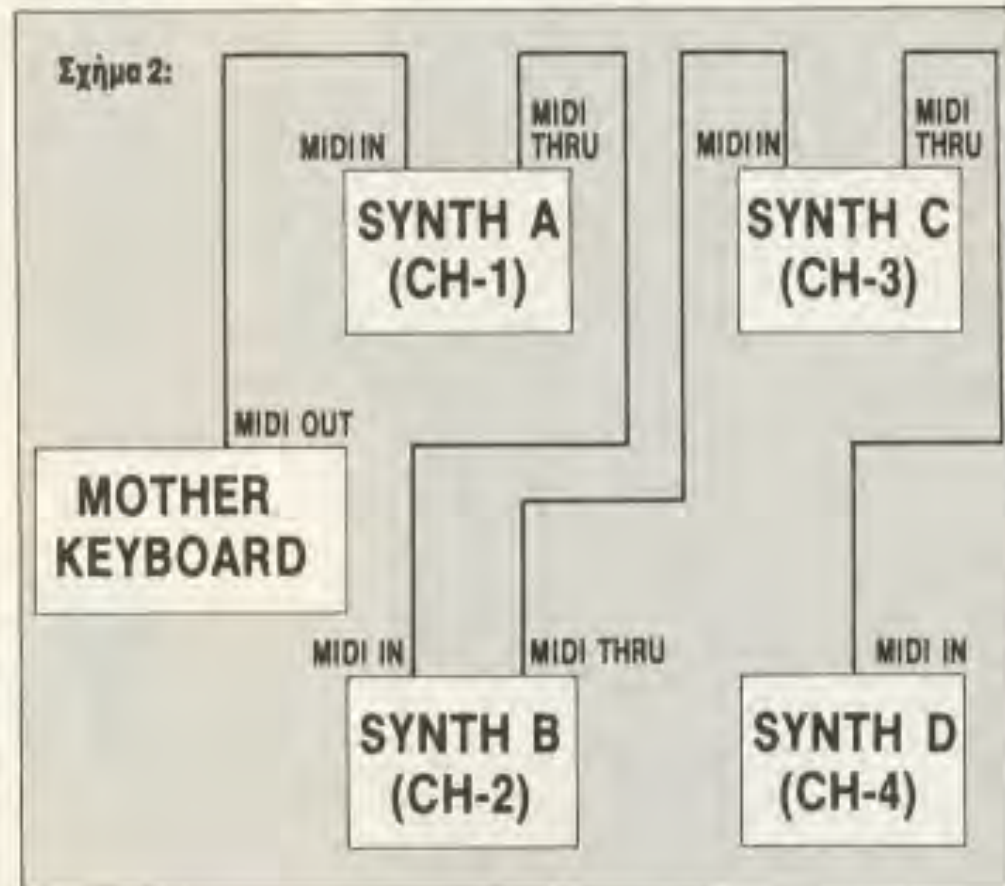 Σχήμα 2:
MIDI IN
MIDI
THRU
MIDI IN
MIDI
THRU
SYNTH A
(CH-1)
SYNTH C
(CH-3)
MIDI OUT
MOTHER
KEYBOARD
MIDI IN
MIDI THRU
MIDI IN
SYNTH B
(CH-2)
SYNTH D
(CH-4)